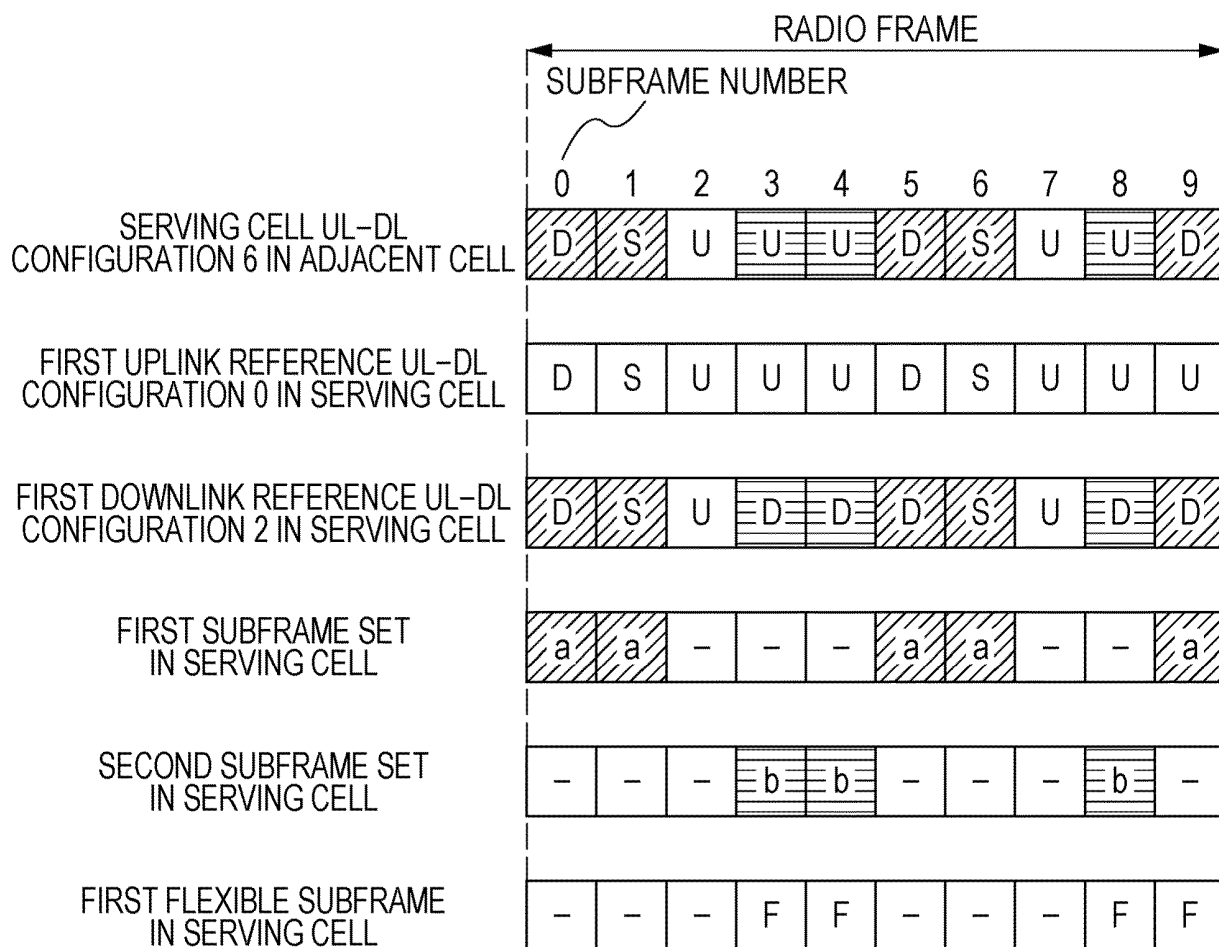 RADIO FRAME
SUBFRAME NUMBER
0 1 2 3 4 5 6 7 8 9
SERVING CELL UL-DL
CONFIGURATION 6 IN ADJACENT CELL
D S U U U D S U U D
FIRST UPLINK REFERENCE UL-DL
CONFIGURATION 0 IN SERVING CELL
D S U U U D S U U U
FIRST DOWNLINK REFERENCE UL-DL
CONFIGURATION 2 IN SERVING CELL
D S U D D D S U D D
FIRST SUBFRAME SET
IN SERVING CELL
a a - - - a a - - a
SECOND SUBFRAME SET
IN SERVING CELL
- - - b b - - - b -
FIRST FLEXIBLE SUBFRAME
IN SERVING CELL
- - - F F - - - F F